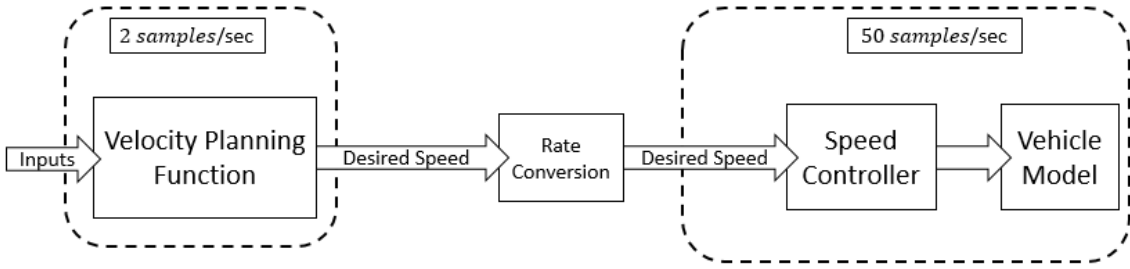 2 samples/sec
50 samples/sec
Inputs
Velocity Planning
Function
Desired Speed
Rate
Conversion
Desired Speed
Speed
Controller
Vehicle
Model